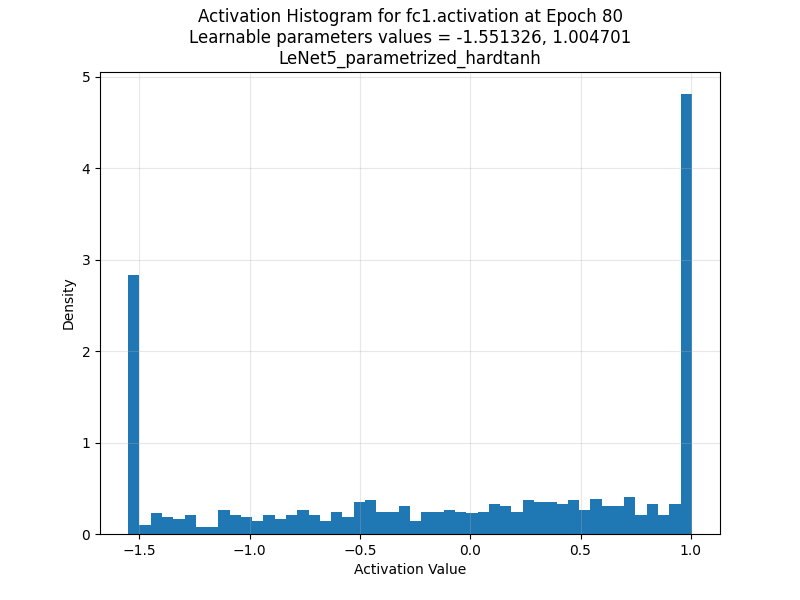 Activation Histogram for fc1.activation at Epoch 80
Learnable parameters values = -1.551326, 1.004701
LeNet5_parametrized_hardtanh
5
4
3
2
1
0
Density
−1.5
−1.0
−0.5
0.0
0.5
1.0
Activation Value